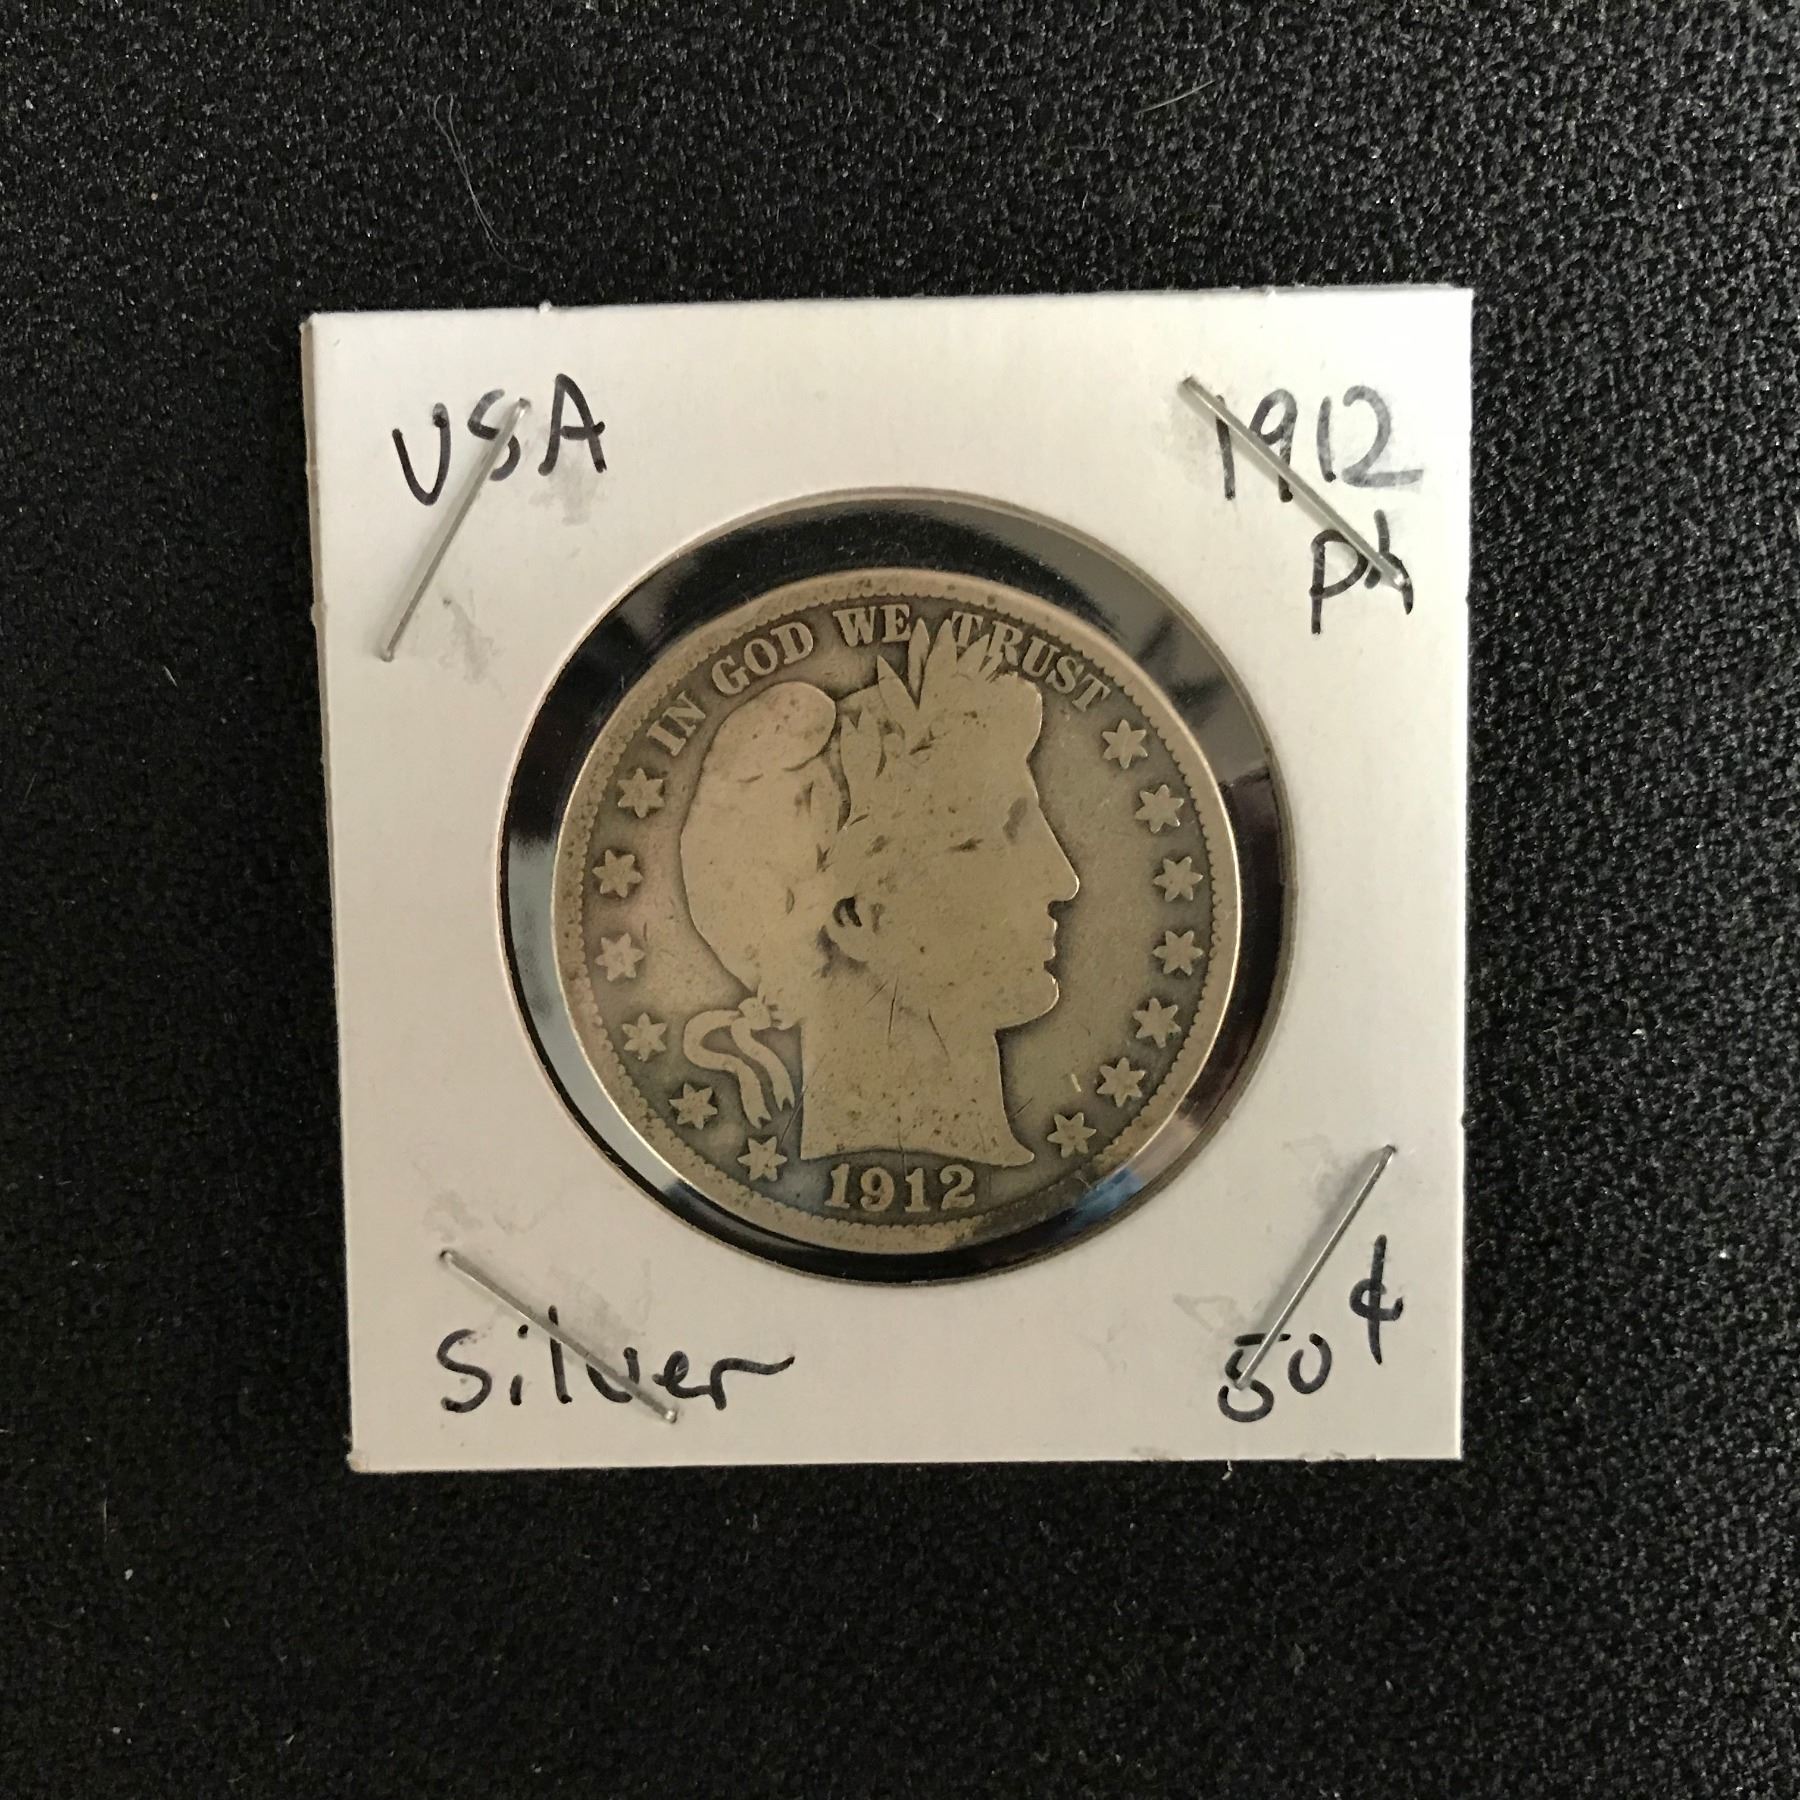 USA
1912
ph
IN GOD WE TRUST
1912
silver
50¢